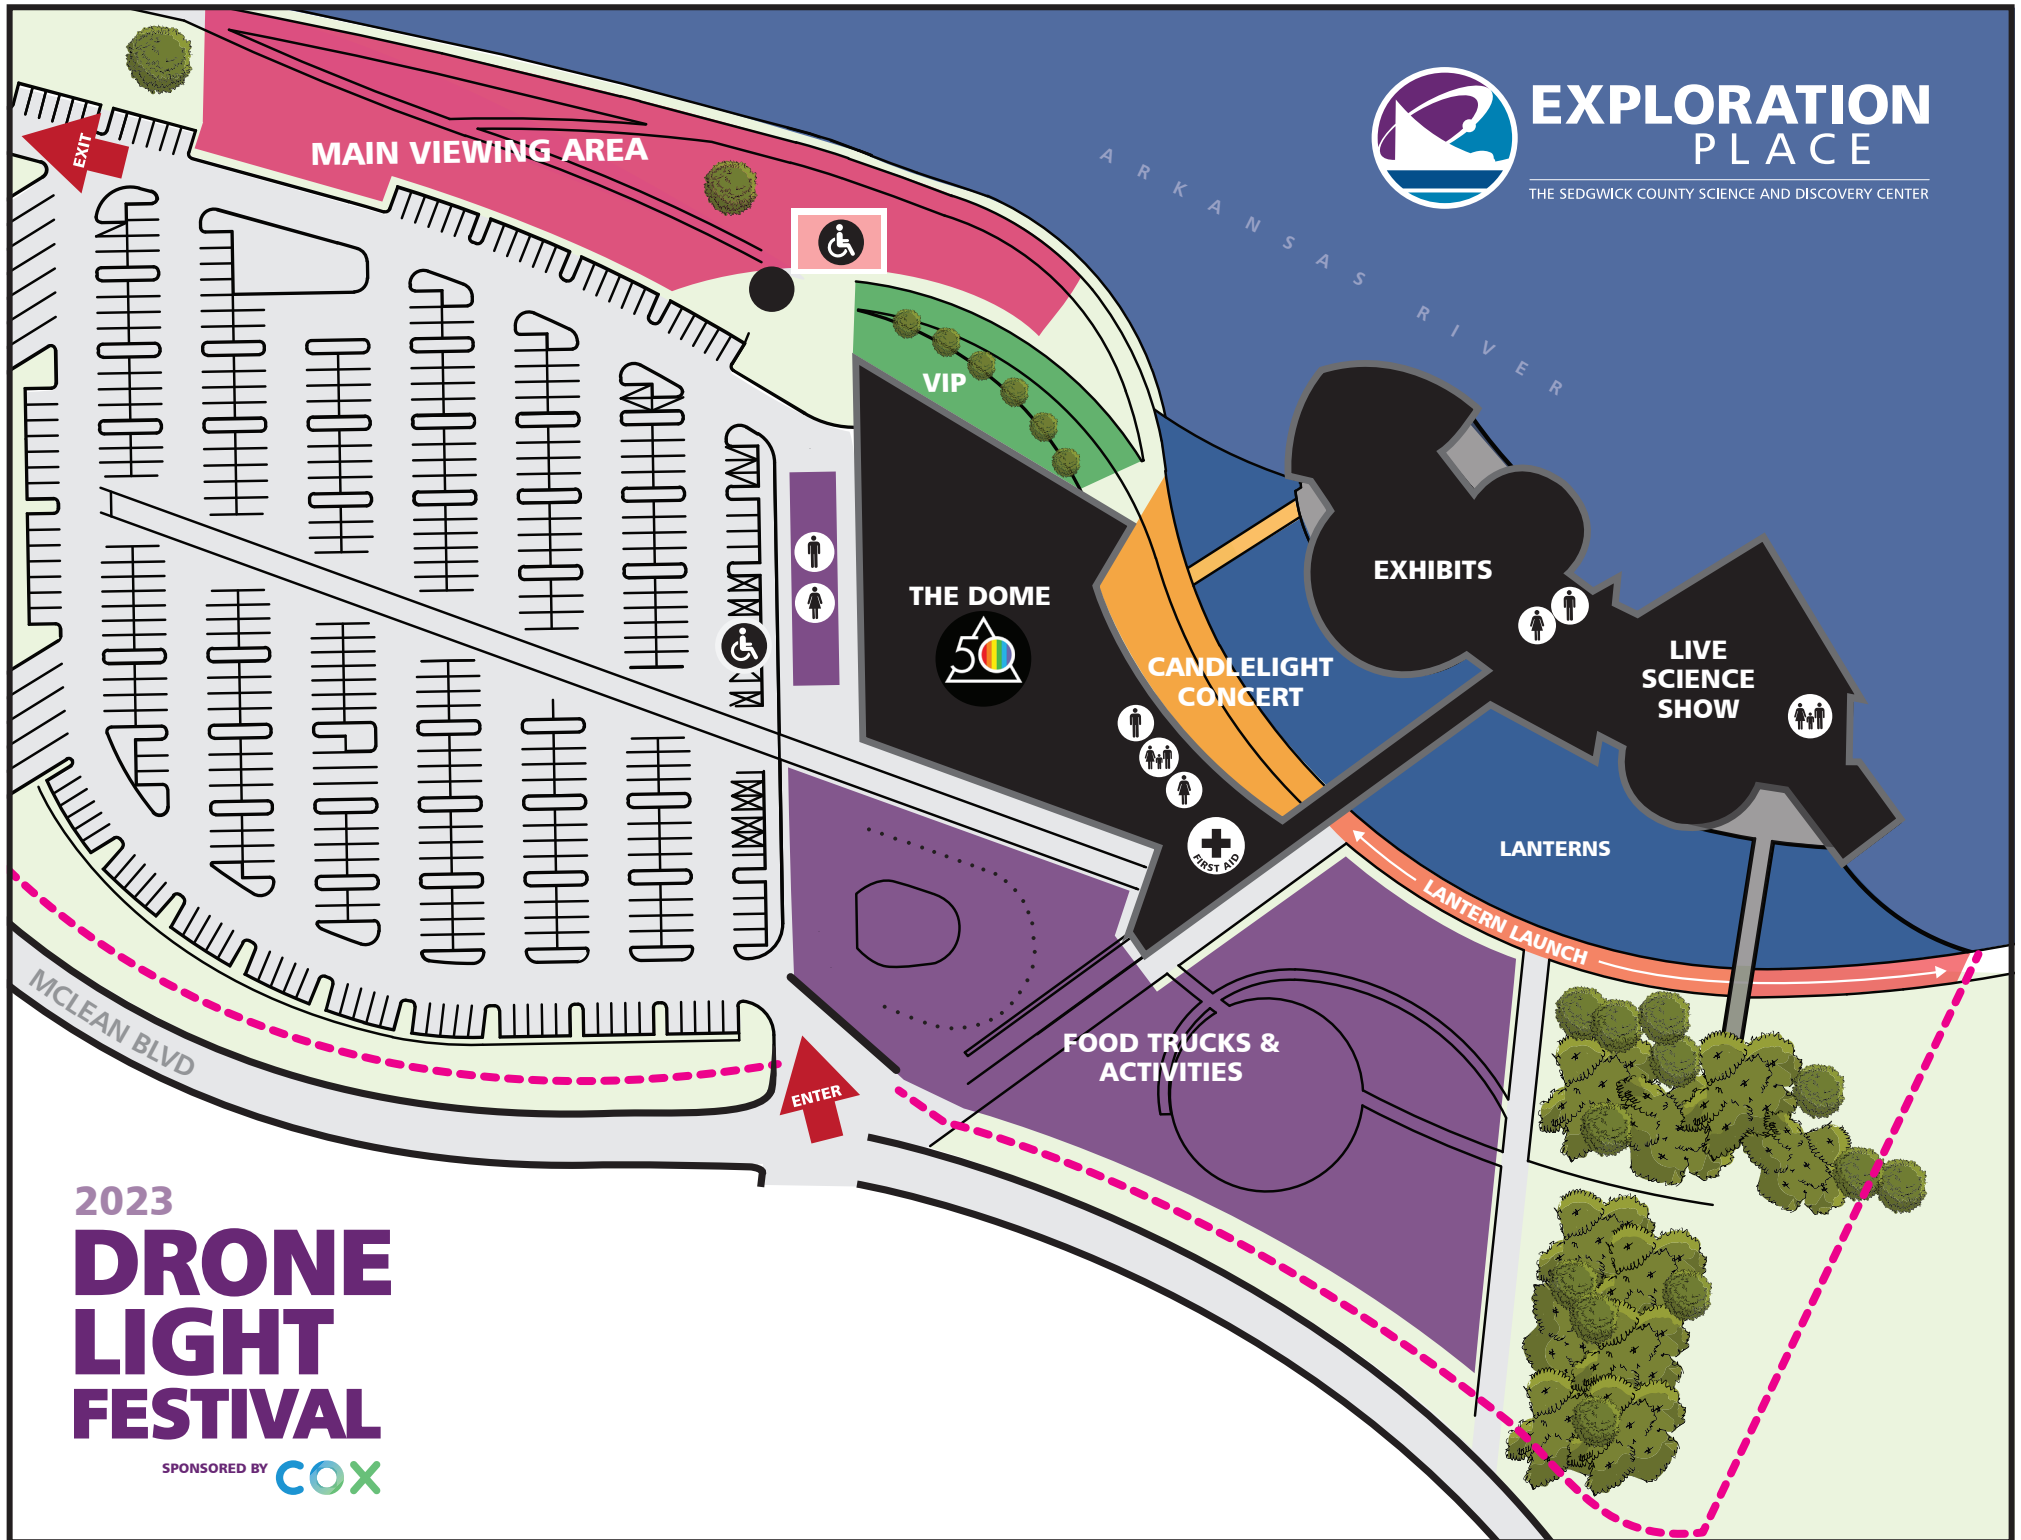 EXPLORATION
PLACE
THE SEDGWICK COUNTY SCIENCE AND DISCOVERY CENTER
EXIT
MAIN VIEWING AREA
ARKANSAS RIVER
VIP
EXHIBITS
THE DOME
50
CANDLELIGHT
CONCERT
LIVE
SCIENCE
SHOW
FIRST AID
LANTERNS
LANTERN LAUNCH
MCLEAN BLVD
FOOD TRUCKS &
ACTIVITIES
ENTER
2023
DRONE
LIGHT
FESTIVAL
SPONSORED BY COX